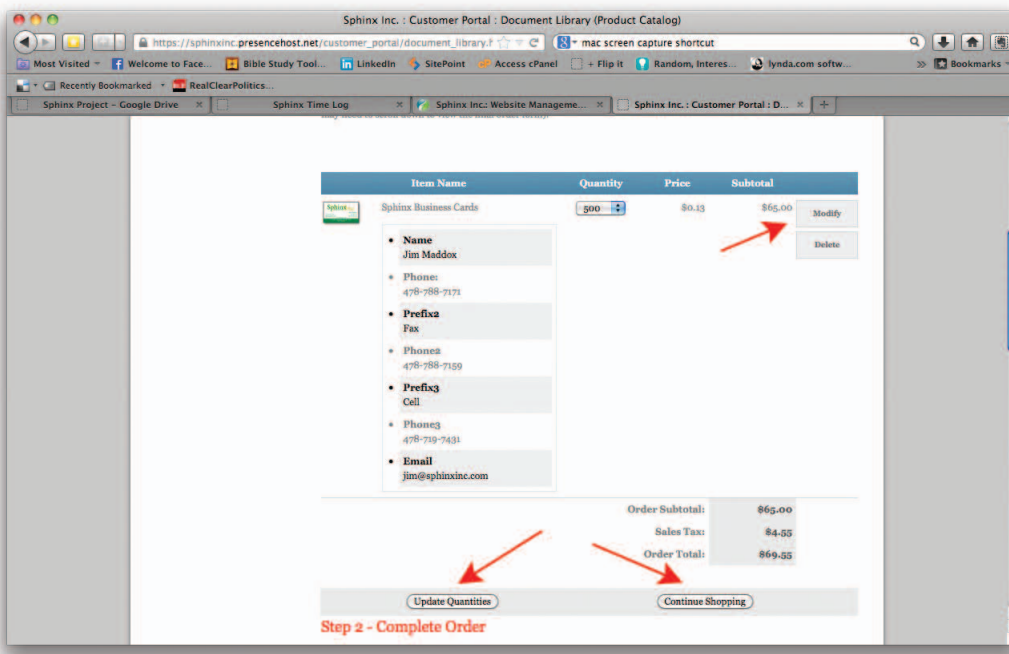 Sphinx Inc. : Customer Portal : Document Library (Product Catalog)
https://sphinxinc.presencehost.net/customer_portal/document_library.h
mac screen capture shortcut
Most Visited Welcome to Face... Bible Study Tool... LinkedIn SitePoint Access cPanel + Flip it Random, Interes... lynda.com softw... Bookmarks
Recently Bookmarked RealClearPolitics...
Sphinx Project – Google Drive Sphinx Time Log Sphinx Inc.: Website Manageme... Sphinx Inc. : Customer Portal : D...
Item Name Quantity Price Subtotal
Sphinx
Sphinx Business Cards 500 $0.13 $65.00 Modify
Delete
Name
Jim Maddox
Phone:
478-788-7171
Prefix2
Fax
Phone2
478-788-7159
Prefix3
Cell
Phone3
478-719-7431
Email
jim@sphinxinc.com
Order Subtotal: $65.00
Sales Tax: $4.55
Order Total: $69.55
Update Quantities Continue Shopping
Step 2 - Complete Order